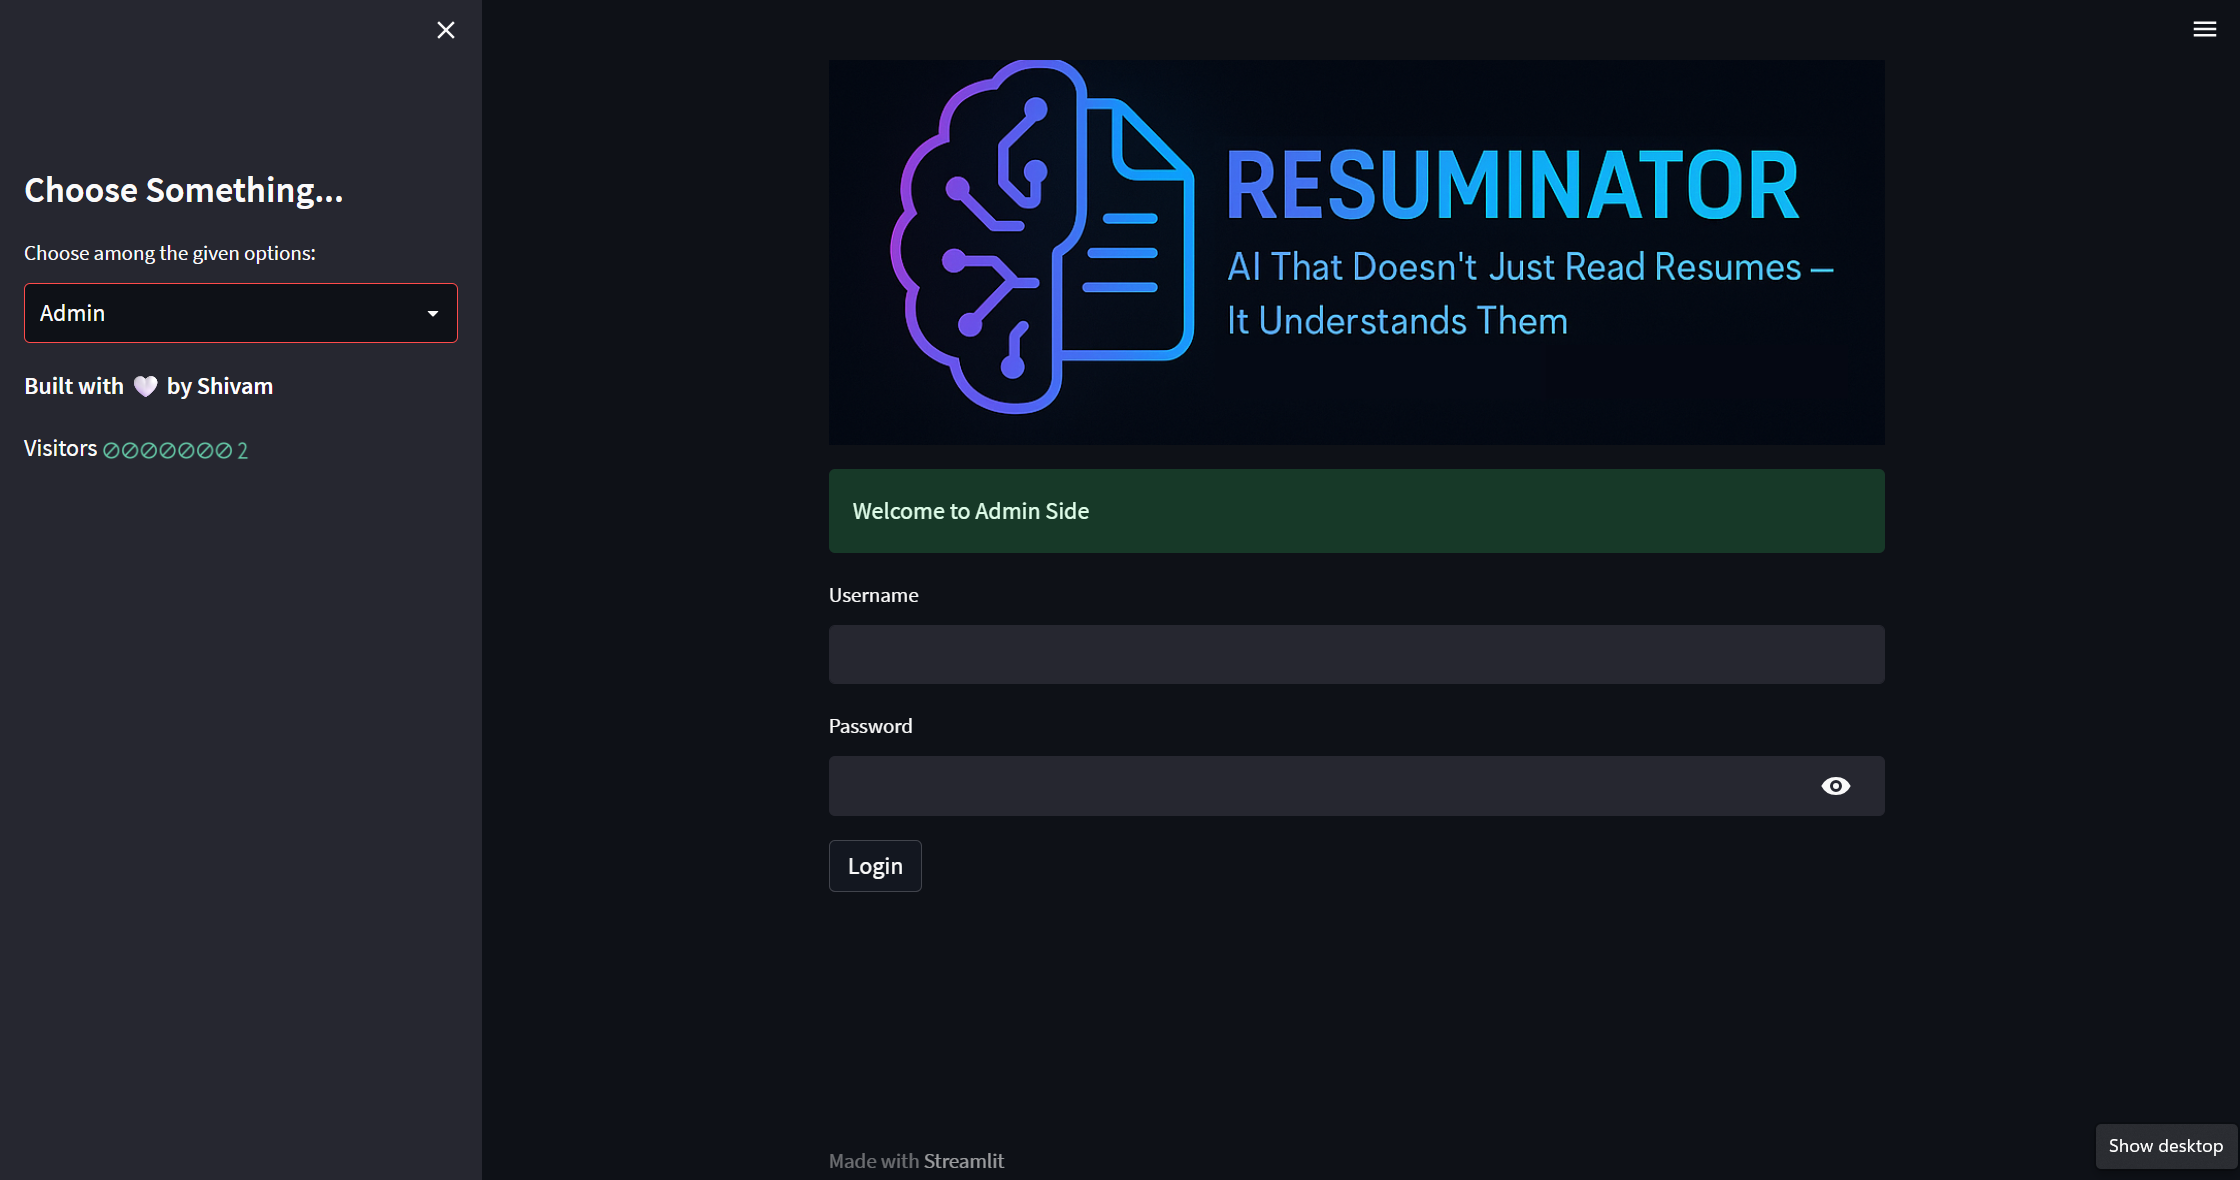 Choose Something...
Choose among the given options:
Admin
Built with 🤍 by Shivam
Visitors 00000002
RESUMINATOR
AI That Doesn't Just Read Resumes –
It Understands Them
Welcome to Admin Side
Username
Password
Login
Made with Streamlit
Show desktop